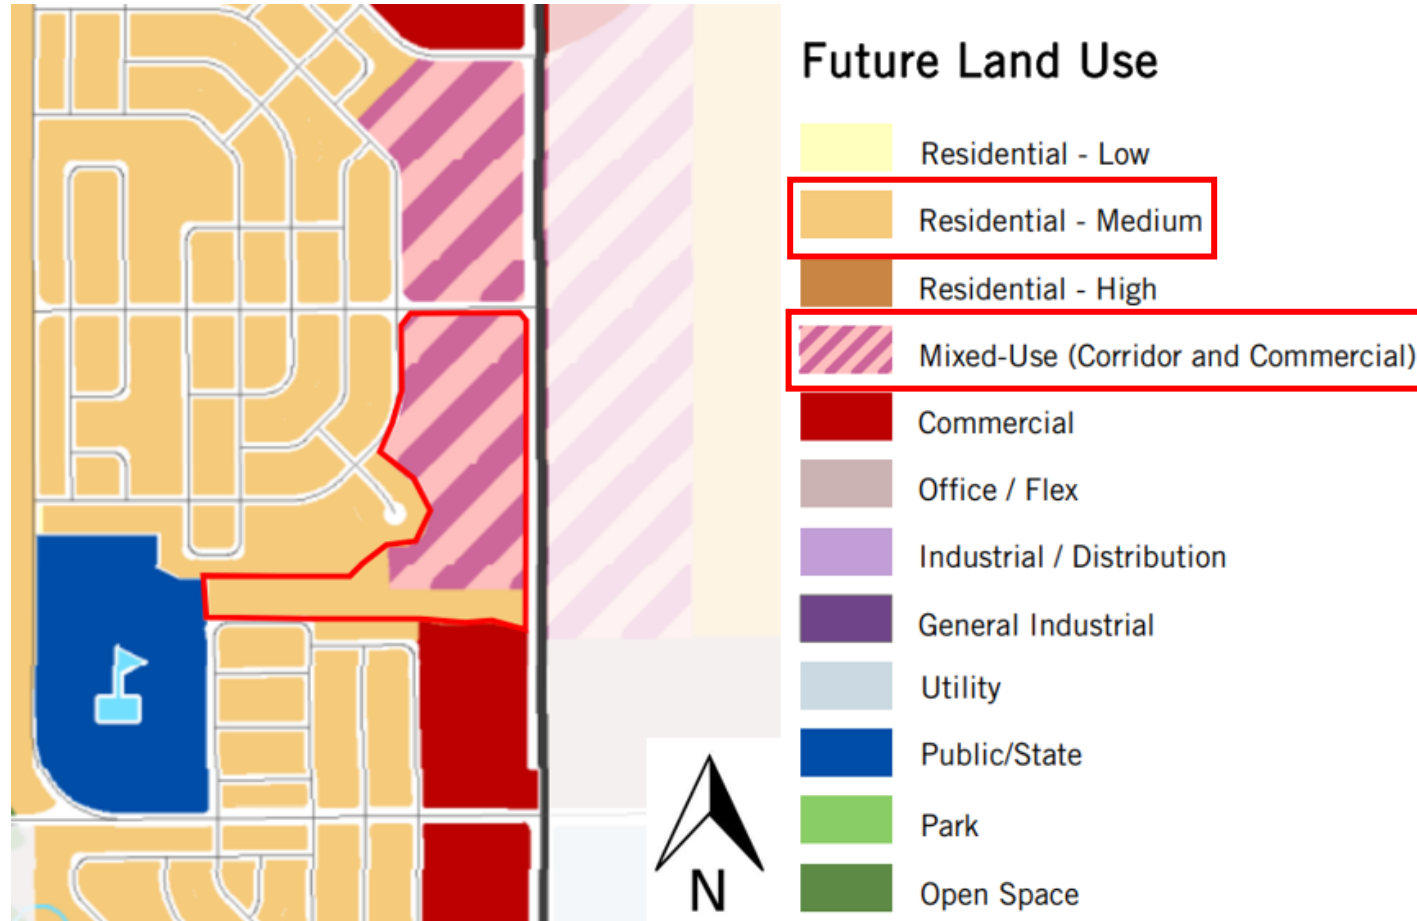 Future Land Use
Residential - Low
Residential - Medium
Residential - High
Mixed-Use (Corridor and Commercial)
Commercial
Office / Flex
Industrial / Distribution
General Industrial
Utility
Public/State
Park
Open Space
N